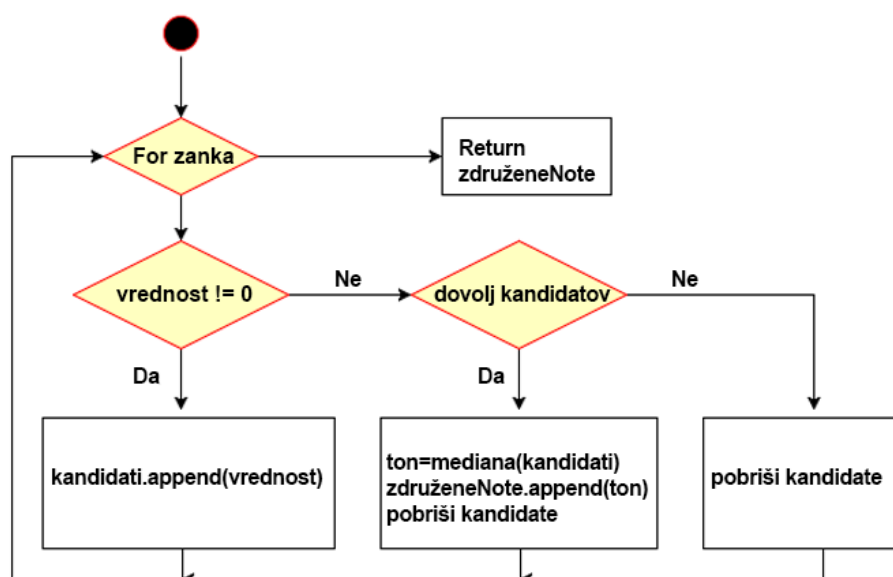 For zanka
Return
združeneNote
vrednost != 0
Ne
dovolj kandidatov
Ne
Da
Da
kandidati.append(vrednost)
ton=mediana(kandidati)
združeneNote.append(ton)
pobriši kandidate
pobriši kandidate